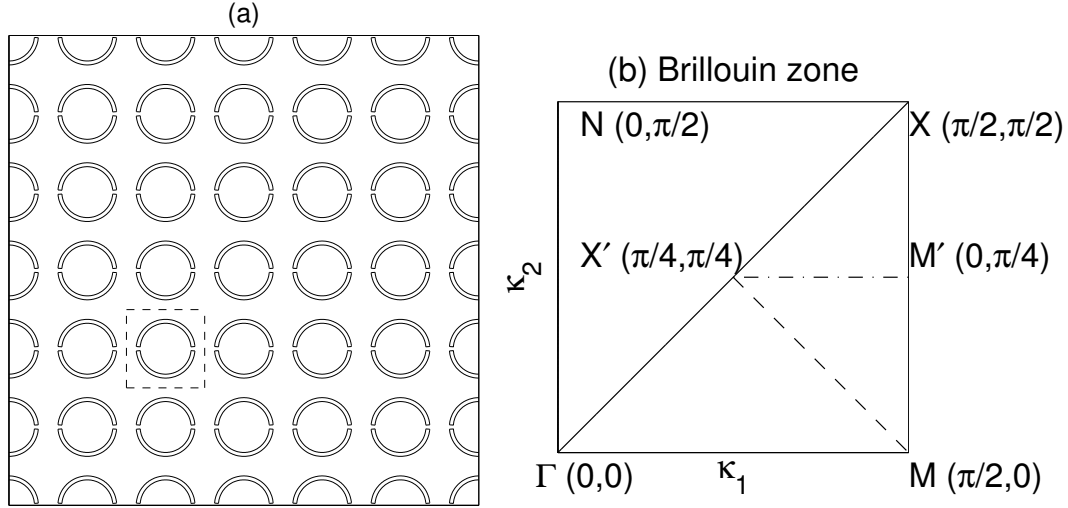 (a)
(b) Brillouin zone
N (0,π/2)
X (π/2,π/2)
X′ (π/4,π/4)
M′ (0,π/4)
κ2
Γ (0,0)
κ1
M (π/2,0)